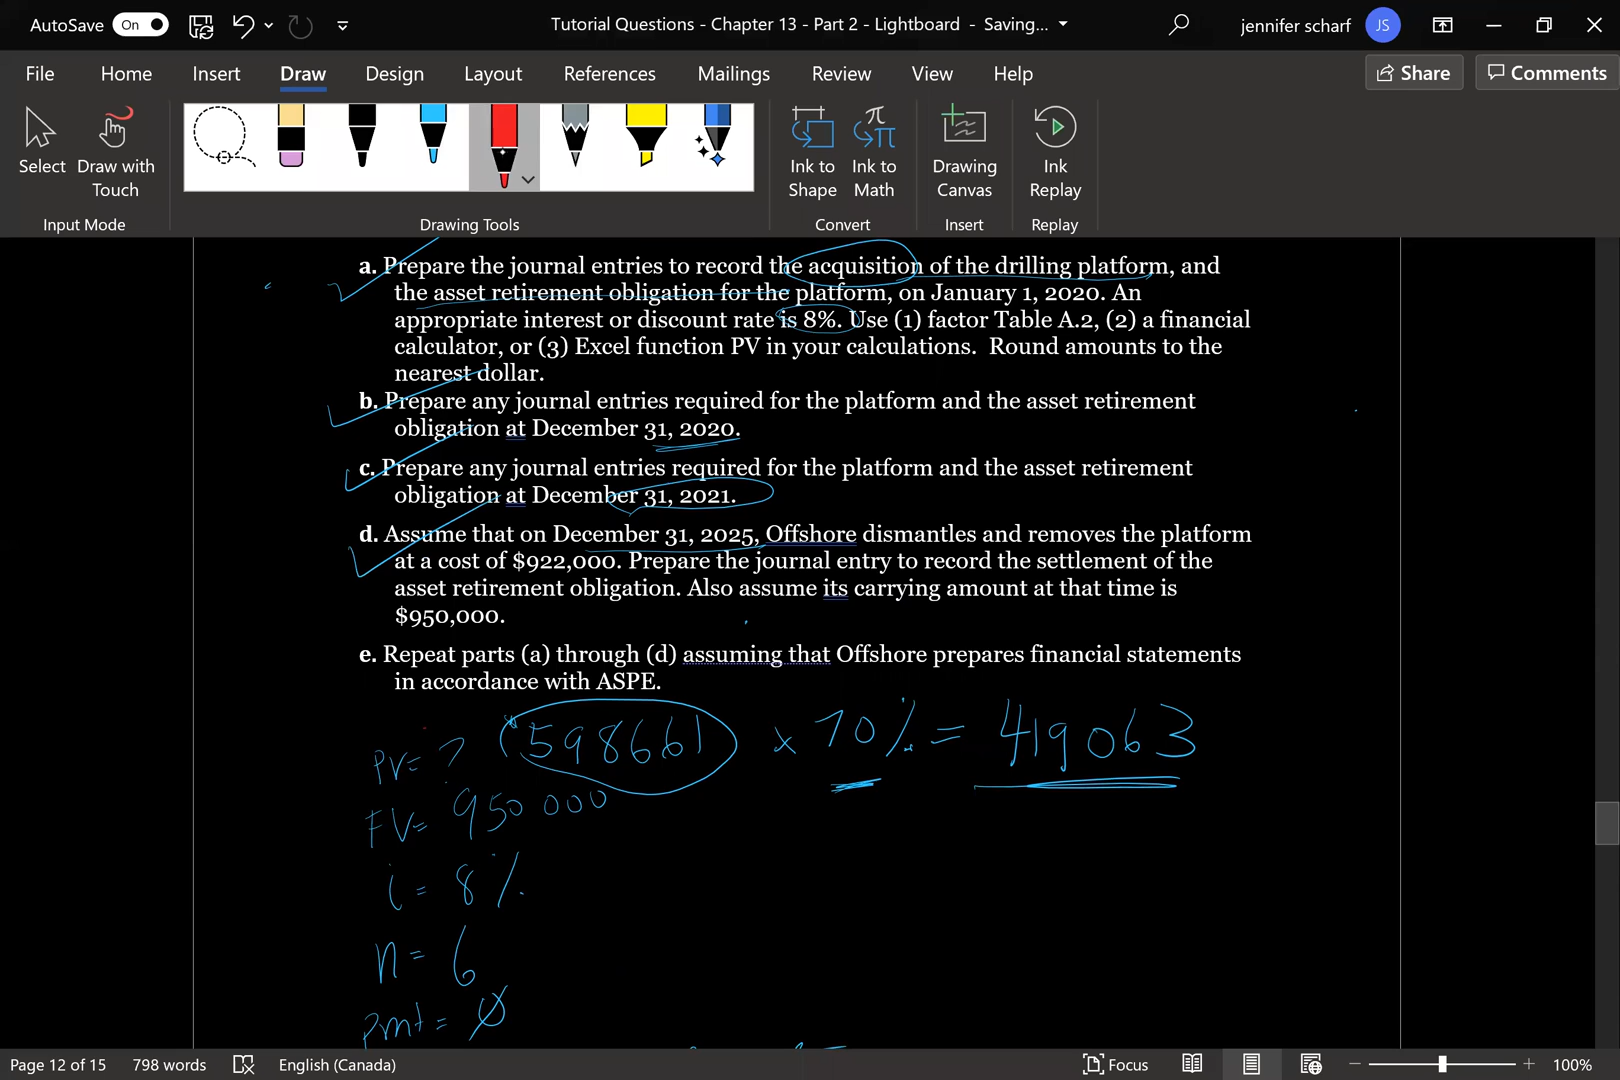 AutoSave On Tutorial Questions - Chapter 13 - Part 2 - Lightboard - Saving... jennifer scharf JS
File Home Insert Draw Design Layout References Mailings Review View Help Share Comments
Select Draw with Touch Ink to Shape Ink to Math Drawing Canvas Ink Replay
Input Mode Drawing Tools Convert Insert Replay
a. Prepare the journal entries to record the acquisition of the drilling platform, and
the asset retirement obligation for the platform, on January 1, 2020. An
appropriate interest or discount rate is 8%. Use (1) factor Table A.2, (2) a financial
calculator, or (3) Excel function PV in your calculations. Round amounts to the
nearest dollar.
b. Prepare any journal entries required for the platform and the asset retirement
obligation at December 31, 2020.
c. Prepare any journal entries required for the platform and the asset retirement
obligation at December 31, 2021.
d. Assume that on December 31, 2025, Offshore dismantles and removes the platform
at a cost of $922,000. Prepare the journal entry to record the settlement of the
asset retirement obligation. Also assume its carrying amount at that time is
$950,000.
e. Repeat parts (a) through (d) assuming that Offshore prepares financial statements
in accordance with ASPE.
PV= ? (598661) x 70% = 419063
FV= 950 000
i = 8%
n = 6
Pmt = 0
Page 12 of 15 798 words English (Canada) Focus 100%